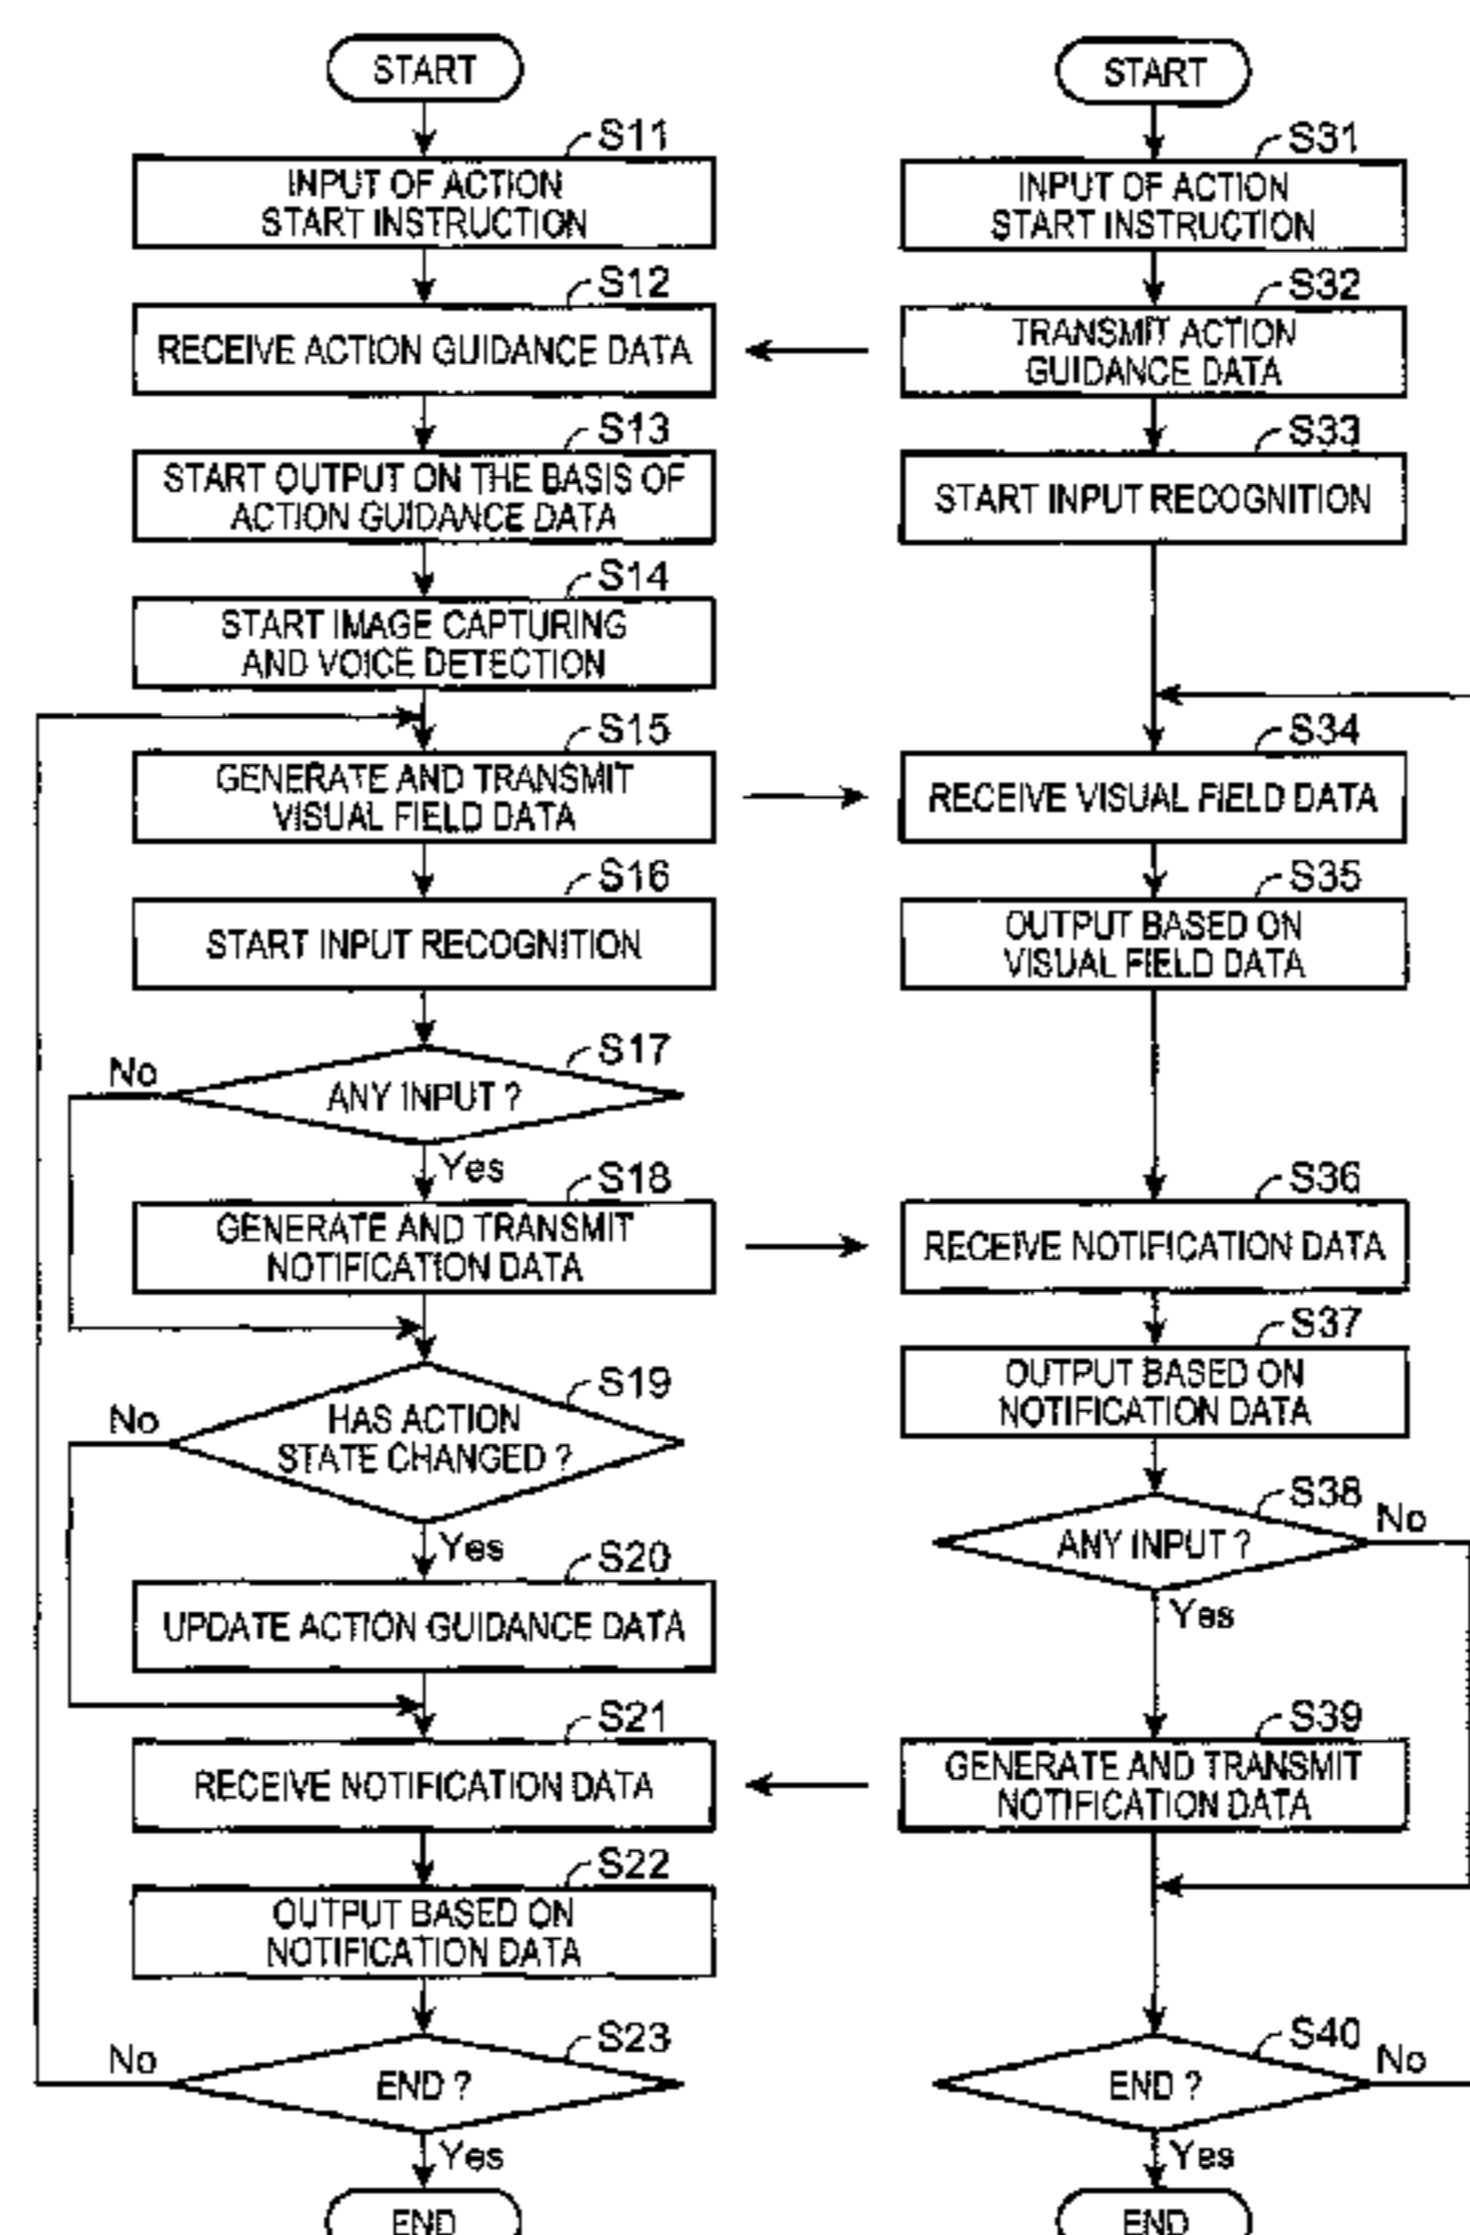 START
S11
INPUT OF ACTION
START INSTRUCTION
S12
RECEIVE ACTION GUIDANCE DATA
S13
START OUTPUT ON THE BASIS OF
ACTION GUIDANCE DATA
S14
START IMAGE CAPTURING
AND VOICE DETECTION
S15
GENERATE AND TRANSMIT
VISUAL FIELD DATA
S16
START INPUT RECOGNITION
S17
No
ANY INPUT ?
Yes
S18
GENERATE AND TRANSMIT
NOTIFICATION DATA
S19
No
HAS ACTION
STATE CHANGED ?
Yes
S20
UPDATE ACTION GUIDANCE DATA
S21
RECEIVE NOTIFICATION DATA
S22
OUTPUT BASED ON
NOTIFICATION DATA
S23
No
END ?
Yes
END
START
S31
INPUT OF ACTION
START INSTRUCTION
S32
TRANSMIT ACTION
GUIDANCE DATA
S33
START INPUT RECOGNITION
S34
RECEIVE VISUAL FIELD DATA
S35
OUTPUT BASED ON
VISUAL FIELD DATA
S36
RECEIVE NOTIFICATION DATA
S37
OUTPUT BASED ON
NOTIFICATION DATA
S38
No
ANY INPUT ?
Yes
S39
GENERATE AND TRANSMIT
NOTIFICATION DATA
S40
No
END ?
Yes
END